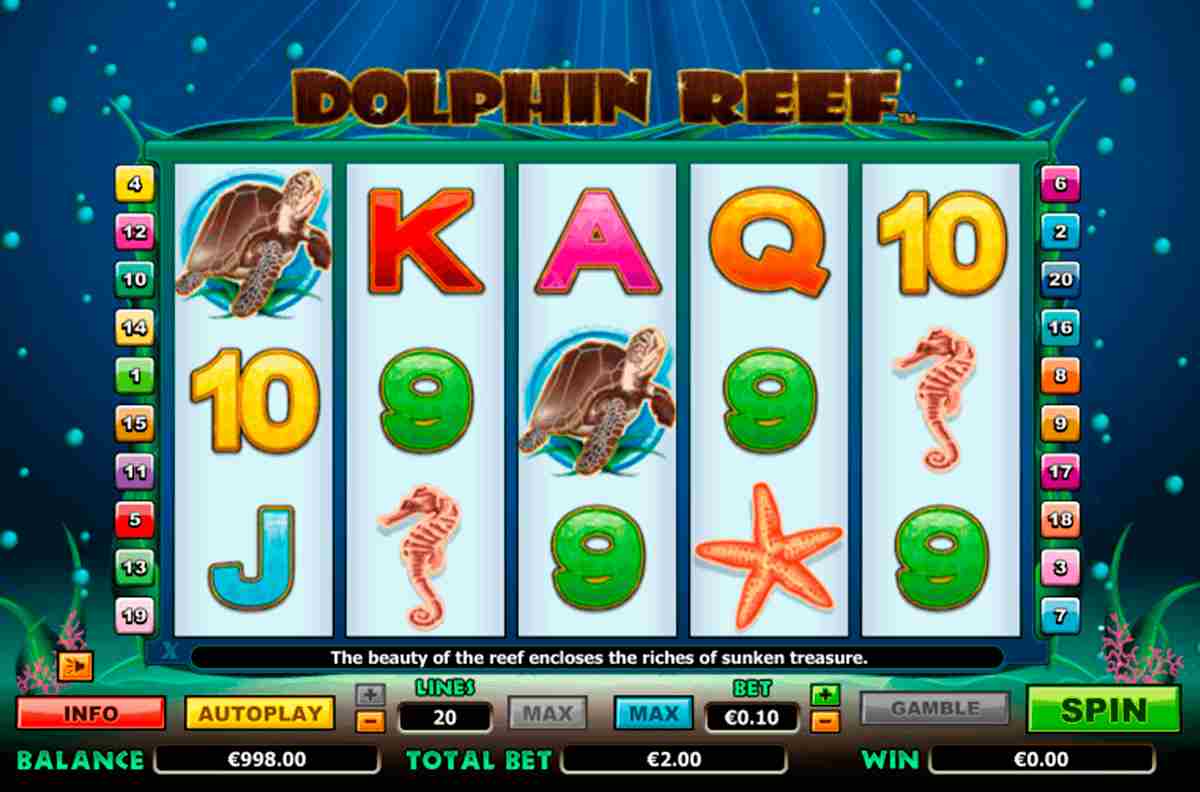 DOLPHIN REEF™
4 6
12 K A Q 10 2
10 20
14 16
1 10 9 9 8
15 9
11 17
5 J 9 9 18
13 3
19 7
X The beauty of the reef encloses the riches of sunken treasure.
LINES BET
+ +
INFO AUTOPLAY - 20 MAX MAX €0.10 - GAMBLE SPIN
BALANCE €998.00 TOTAL BET €2.00 WIN €0.00